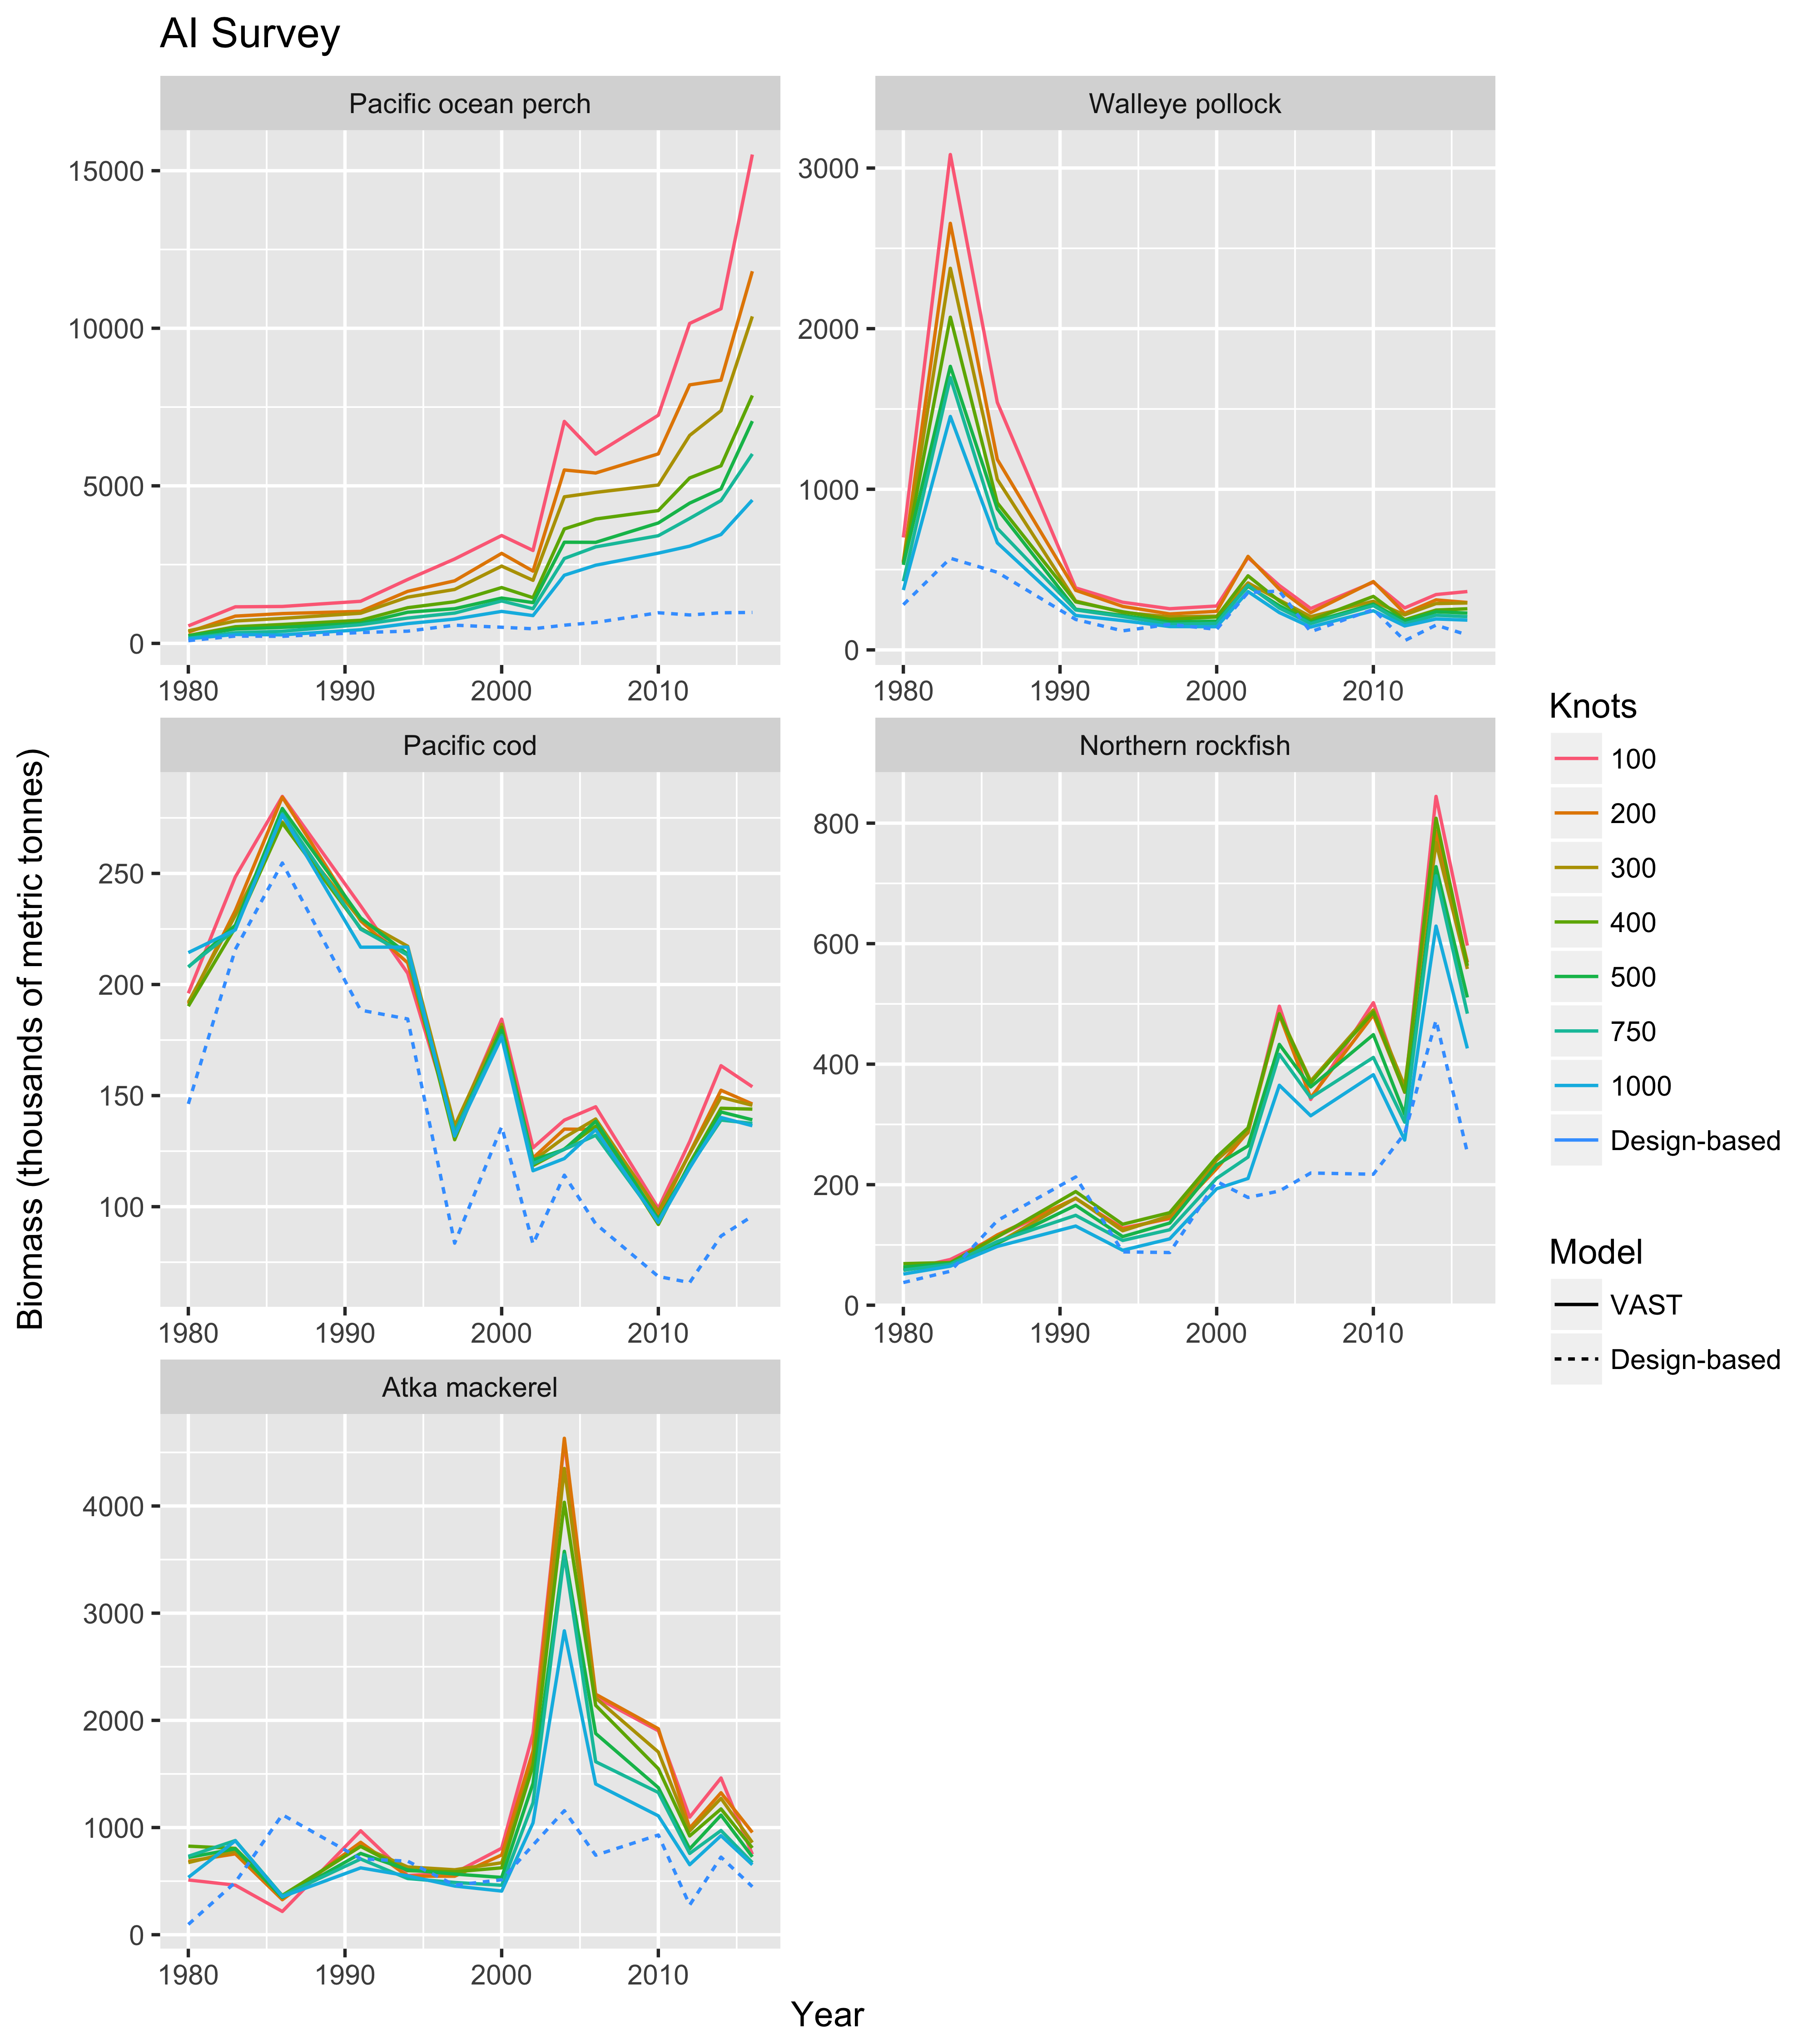 AI Survey
Pacific ocean perch
Walleye pollock
15000
10000
5000
0
3000
2000
1000
0
1980 1990 2000 2010
1980 1990 2000 2010
Biomass (thousands of metric tonnes)
Pacific cod
Northern rockfish
250
200
150
100
800
600
400
200
0
1980 1990 2000 2010
1980 1990 2000 2010
Atka mackerel
4000
3000
2000
1000
0
1980 1990 2000 2010
Year
Knots
100
200
300
400
500
750
1000
Design-based
Model
VAST
Design-based